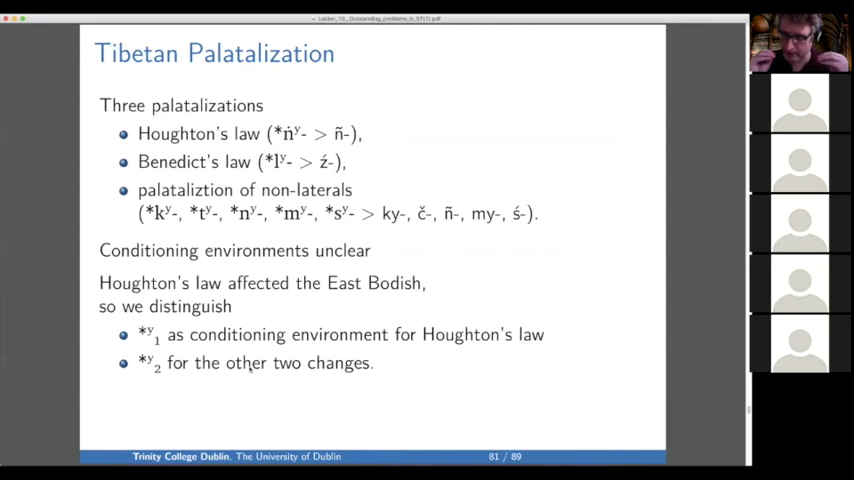 Leiden_10__Outstanding_problems_in_ST(1).pdf
Tibetan Palatalization
Three palatalizations
Houghton's law (*ṅʸ- > ñ-),
Benedict's law (*lʸ- > ź-),
palataliztion of non-laterals
(*kʸ-, *tʸ-, *nʸ-, *mʸ-, *sʸ- > ky-, č-, ñ-, my-, ś-).
Conditioning environments unclear
Houghton's law affected the East Bodish,
so we distinguish
*ʸ₁ as conditioning environment for Houghton's law
*ʸ₂ for the other two changes.
Trinity College Dublin, The University of Dublin 81 / 89